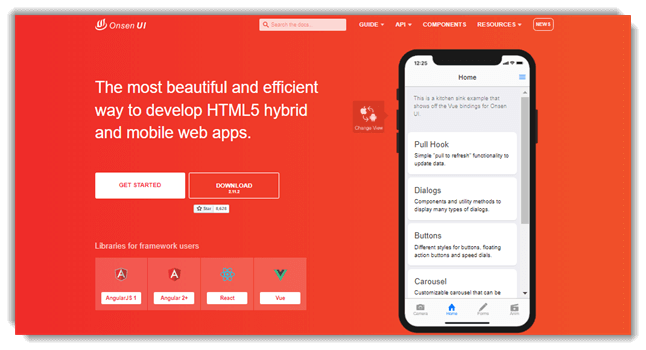 Onsen UI
Search the docs...
GUIDE
API
COMPONENTS
RESOURCES
NEWS
The most beautiful and efficient
way to develop HTML5 hybrid
and mobile web apps.
GET STARTED
DOWNLOAD
2.11.2
Star
Libraries for framework users
AngularJS 1
Angular 2+
React
Vue
Change View
12:25
Home
This is a kitchen sink example that
shows off the Vue bindings for Onsen
UI.
Pull Hook
Simple "pull to refresh" functionality to
update data.
Dialogs
Components and utility methods to
display many types of dialogs.
Buttons
Different styles for buttons, floating
action buttons and speed dials.
Carousel
Customizable carousel that can be
Home
Forms
Anim